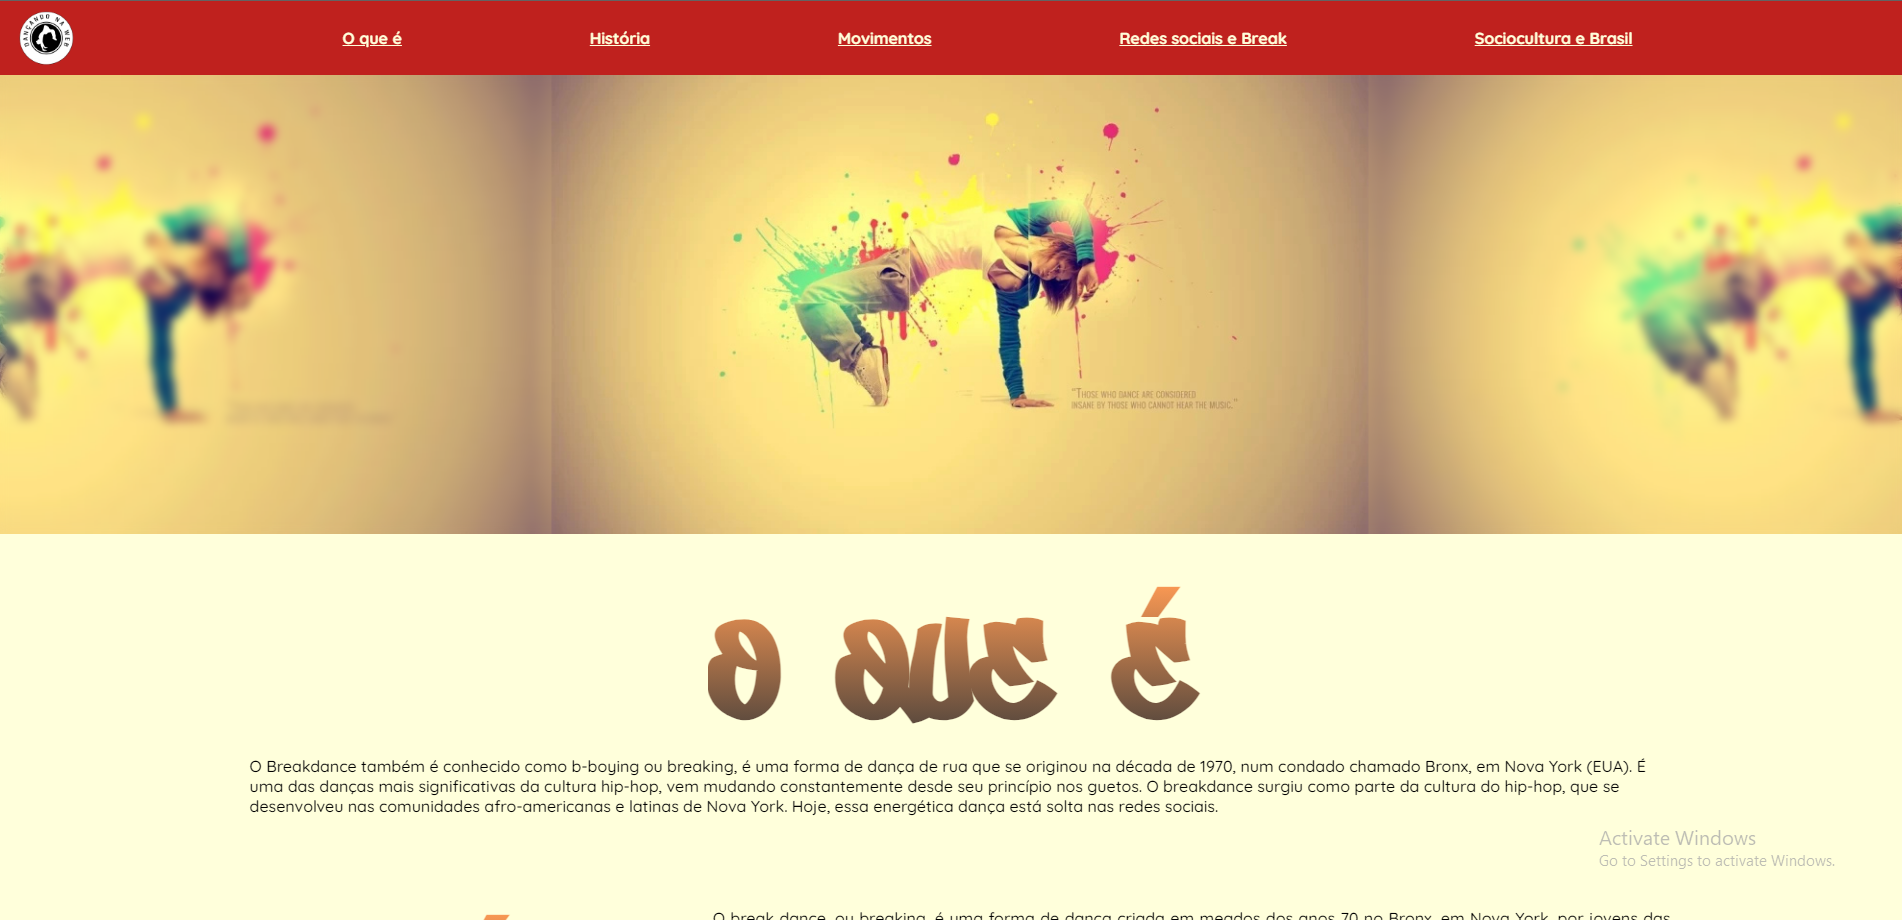 DANÇANDO NA WEB
O que é
História
Movimentos
Redes sociais e Break
Sociocultura e Brasil
"THOSE WHO DANCE ARE CONSIDERED
INSANE BY THOSE WHO CANNOT HEAR THE MUSIC."
O QUE É
O Breakdance também é conhecido como b-boying ou breaking, é uma forma de dança de rua que se originou na década de 1970, num condado chamado Bronx, em Nova York (EUA). É
uma das danças mais significativas da cultura hip-hop, vem mudando constantemente desde seu princípio nos guetos. O breakdance surgiu como parte da cultura do hip-hop, que se
desenvolveu nas comunidades afro-americanas e latinas de Nova York. Hoje, essa energética dança está solta nas redes sociais.
Activate Windows
Go to Settings to activate Windows.
O break dance, ou breaking, é uma forma de dança criada em meados dos anos 70 no Bronx, em Nova York, por jovens das